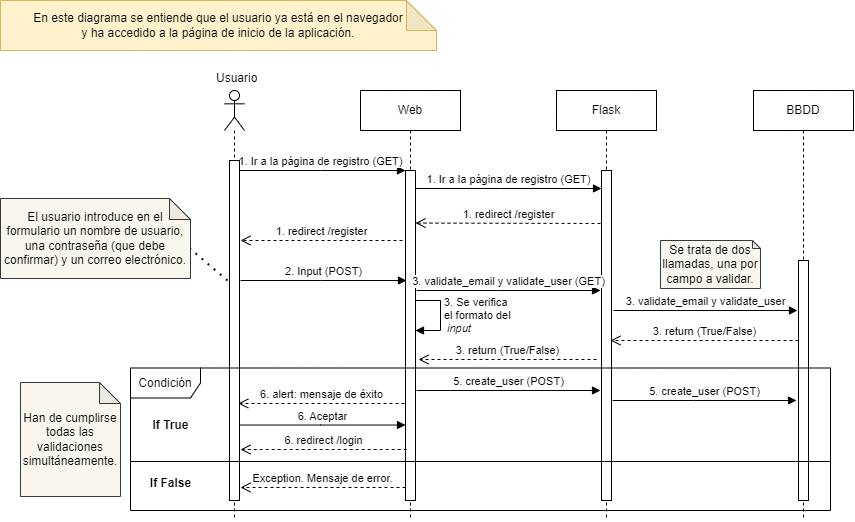 En este diagrama se entiende que el usuario ya está en el navegador
y ha accedido a la página de inicio de la aplicación.
Usuario
Web
Flask
BBDD
1. Ir a la página de registro (GET)
1. Ir a la página de registro (GET)
1. redirect /register
1. redirect /register
El usuario introduce en el
formulario un nombre de usuario,
una contraseña (que debe
confirmar) y un correo electrónico.
2. Input (POST)
3. validate_email y validate_user (GET)
Se trata de dos
llamadas, una por
campo a validar.
3. Se verifica
el formato del
input
3. validate_email y validate_user
3. return (True/False)
3. return (True/False)
Condición
5. create_user (POST)
5. create_user (POST)
6. alert: mensaje de éxito
Han de cumplirse
todas las
validaciones
simultáneamente.
If True
6. Aceptar
6. redirect /login
If False
Exception. Mensaje de error.